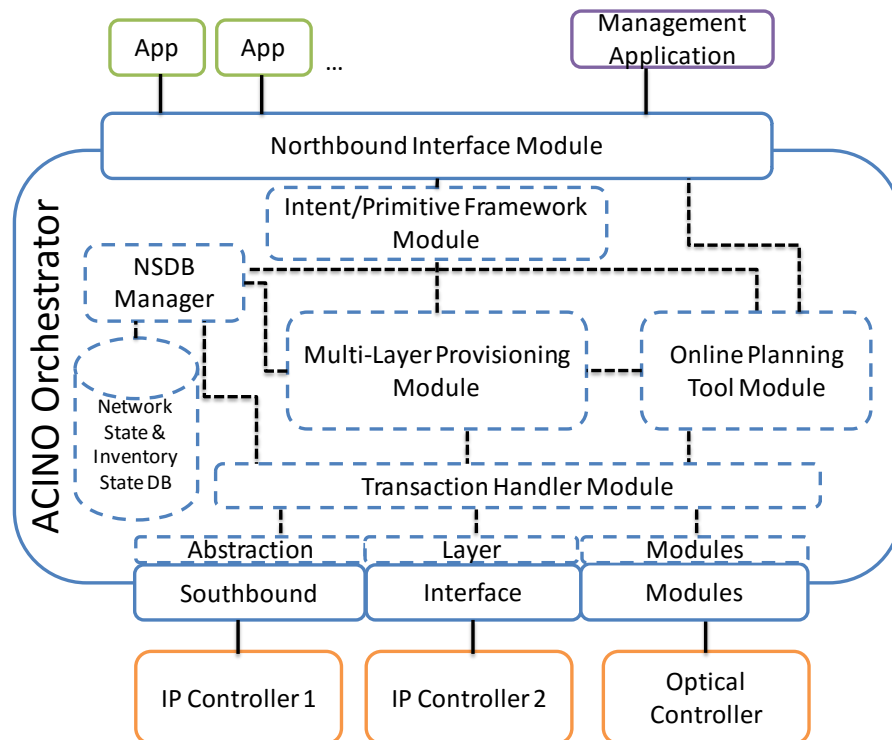 App
App
...
Management
Application
Northbound Interface Module
ACINO Orchestrator
Intent/Primitive Framework
Module
NSDB
Manager
Multi-Layer Provisioning
Module
Online Planning
Tool Module
Network
State &
Inventory
State DB
Transaction Handler Module
Abstraction
Layer
Modules
Southbound
Interface
Modules
IP Controller 1
IP Controller 2
Optical
Controller